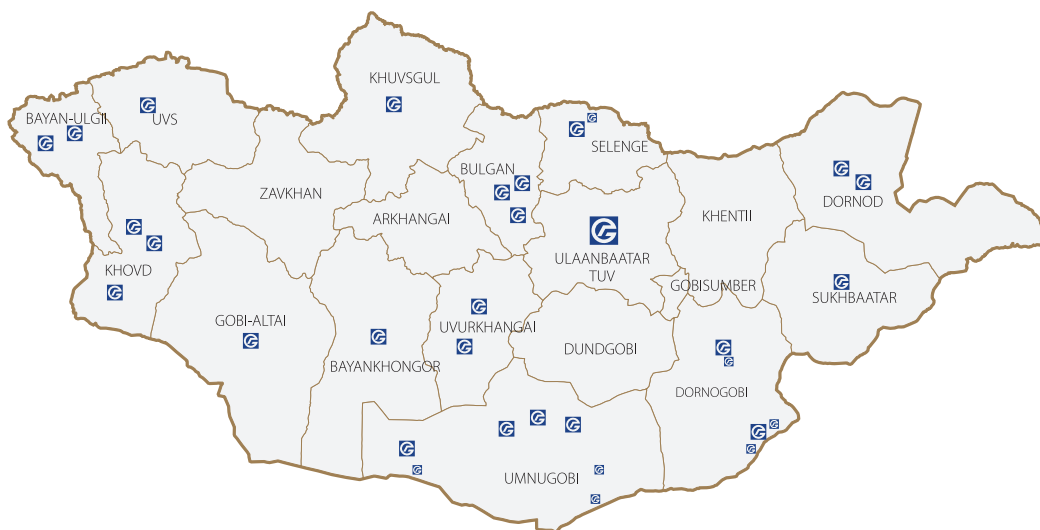 KHUVSGUL
BAYAN-ULGII
UVS
SELENGE
BULGAN
ZAVKHAN
DORNOD
ARKHANGAI
KHENTII
ULAANBAATAR
TUV
KHOVD
GOBISUMBER
SUKHBAATAR
GOBI-ALTAI
UVURKHANGAI
DUNDGOBI
BAYANKHONGOR
DORNOGOBI
UMNUGOBI